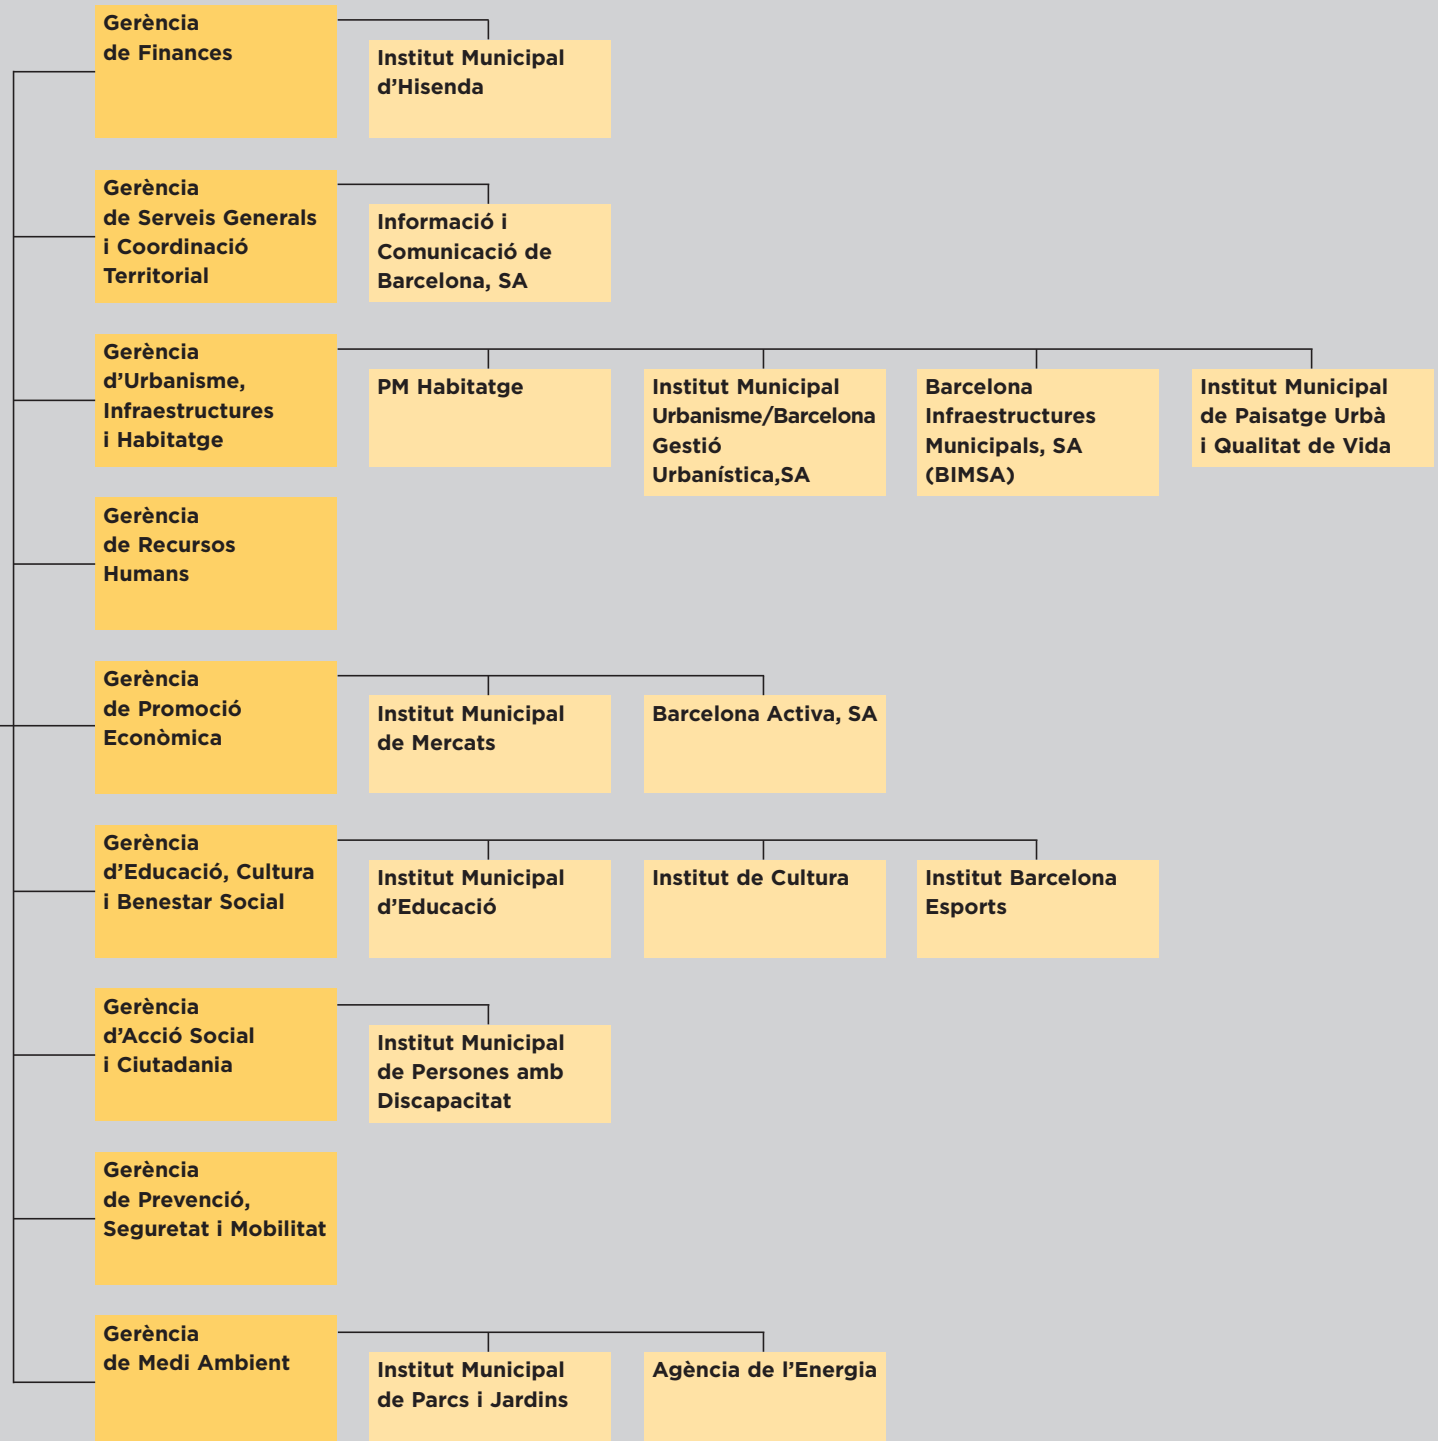 Gerència
de Finances
Institut Municipal
d’Hisenda
Gerència
de Serveis Generals
i Coordinació
Territorial
Informació i
Comunicació de
Barcelona, SA
Gerència
d’Urbanisme,
Infraestructures
i Habitatge
PM Habitatge
Institut Municipal
Urbanisme/Barcelona
Gestió
Urbanística,SA
Barcelona
Infraestructures
Municipals, SA
(BIMSA)
Institut Municipal
de Paisatge Urbà
i Qualitat de Vida
Gerència
de Recursos
Humans
Gerència
de Promoció
Econòmica
Institut Municipal
de Mercats
Barcelona Activa, SA
Gerència
d’Educació, Cultura
i Benestar Social
Institut Municipal
d’Educació
Institut de Cultura
Institut Barcelona
Esports
Gerència
d’Acció Social
i Ciutadania
Institut Municipal
de Persones amb
Discapacitat
Gerència
de Prevenció,
Seguretat i Mobilitat
Gerència
de Medi Ambient
Institut Municipal
de Parcs i Jardins
Agència de l’Energia